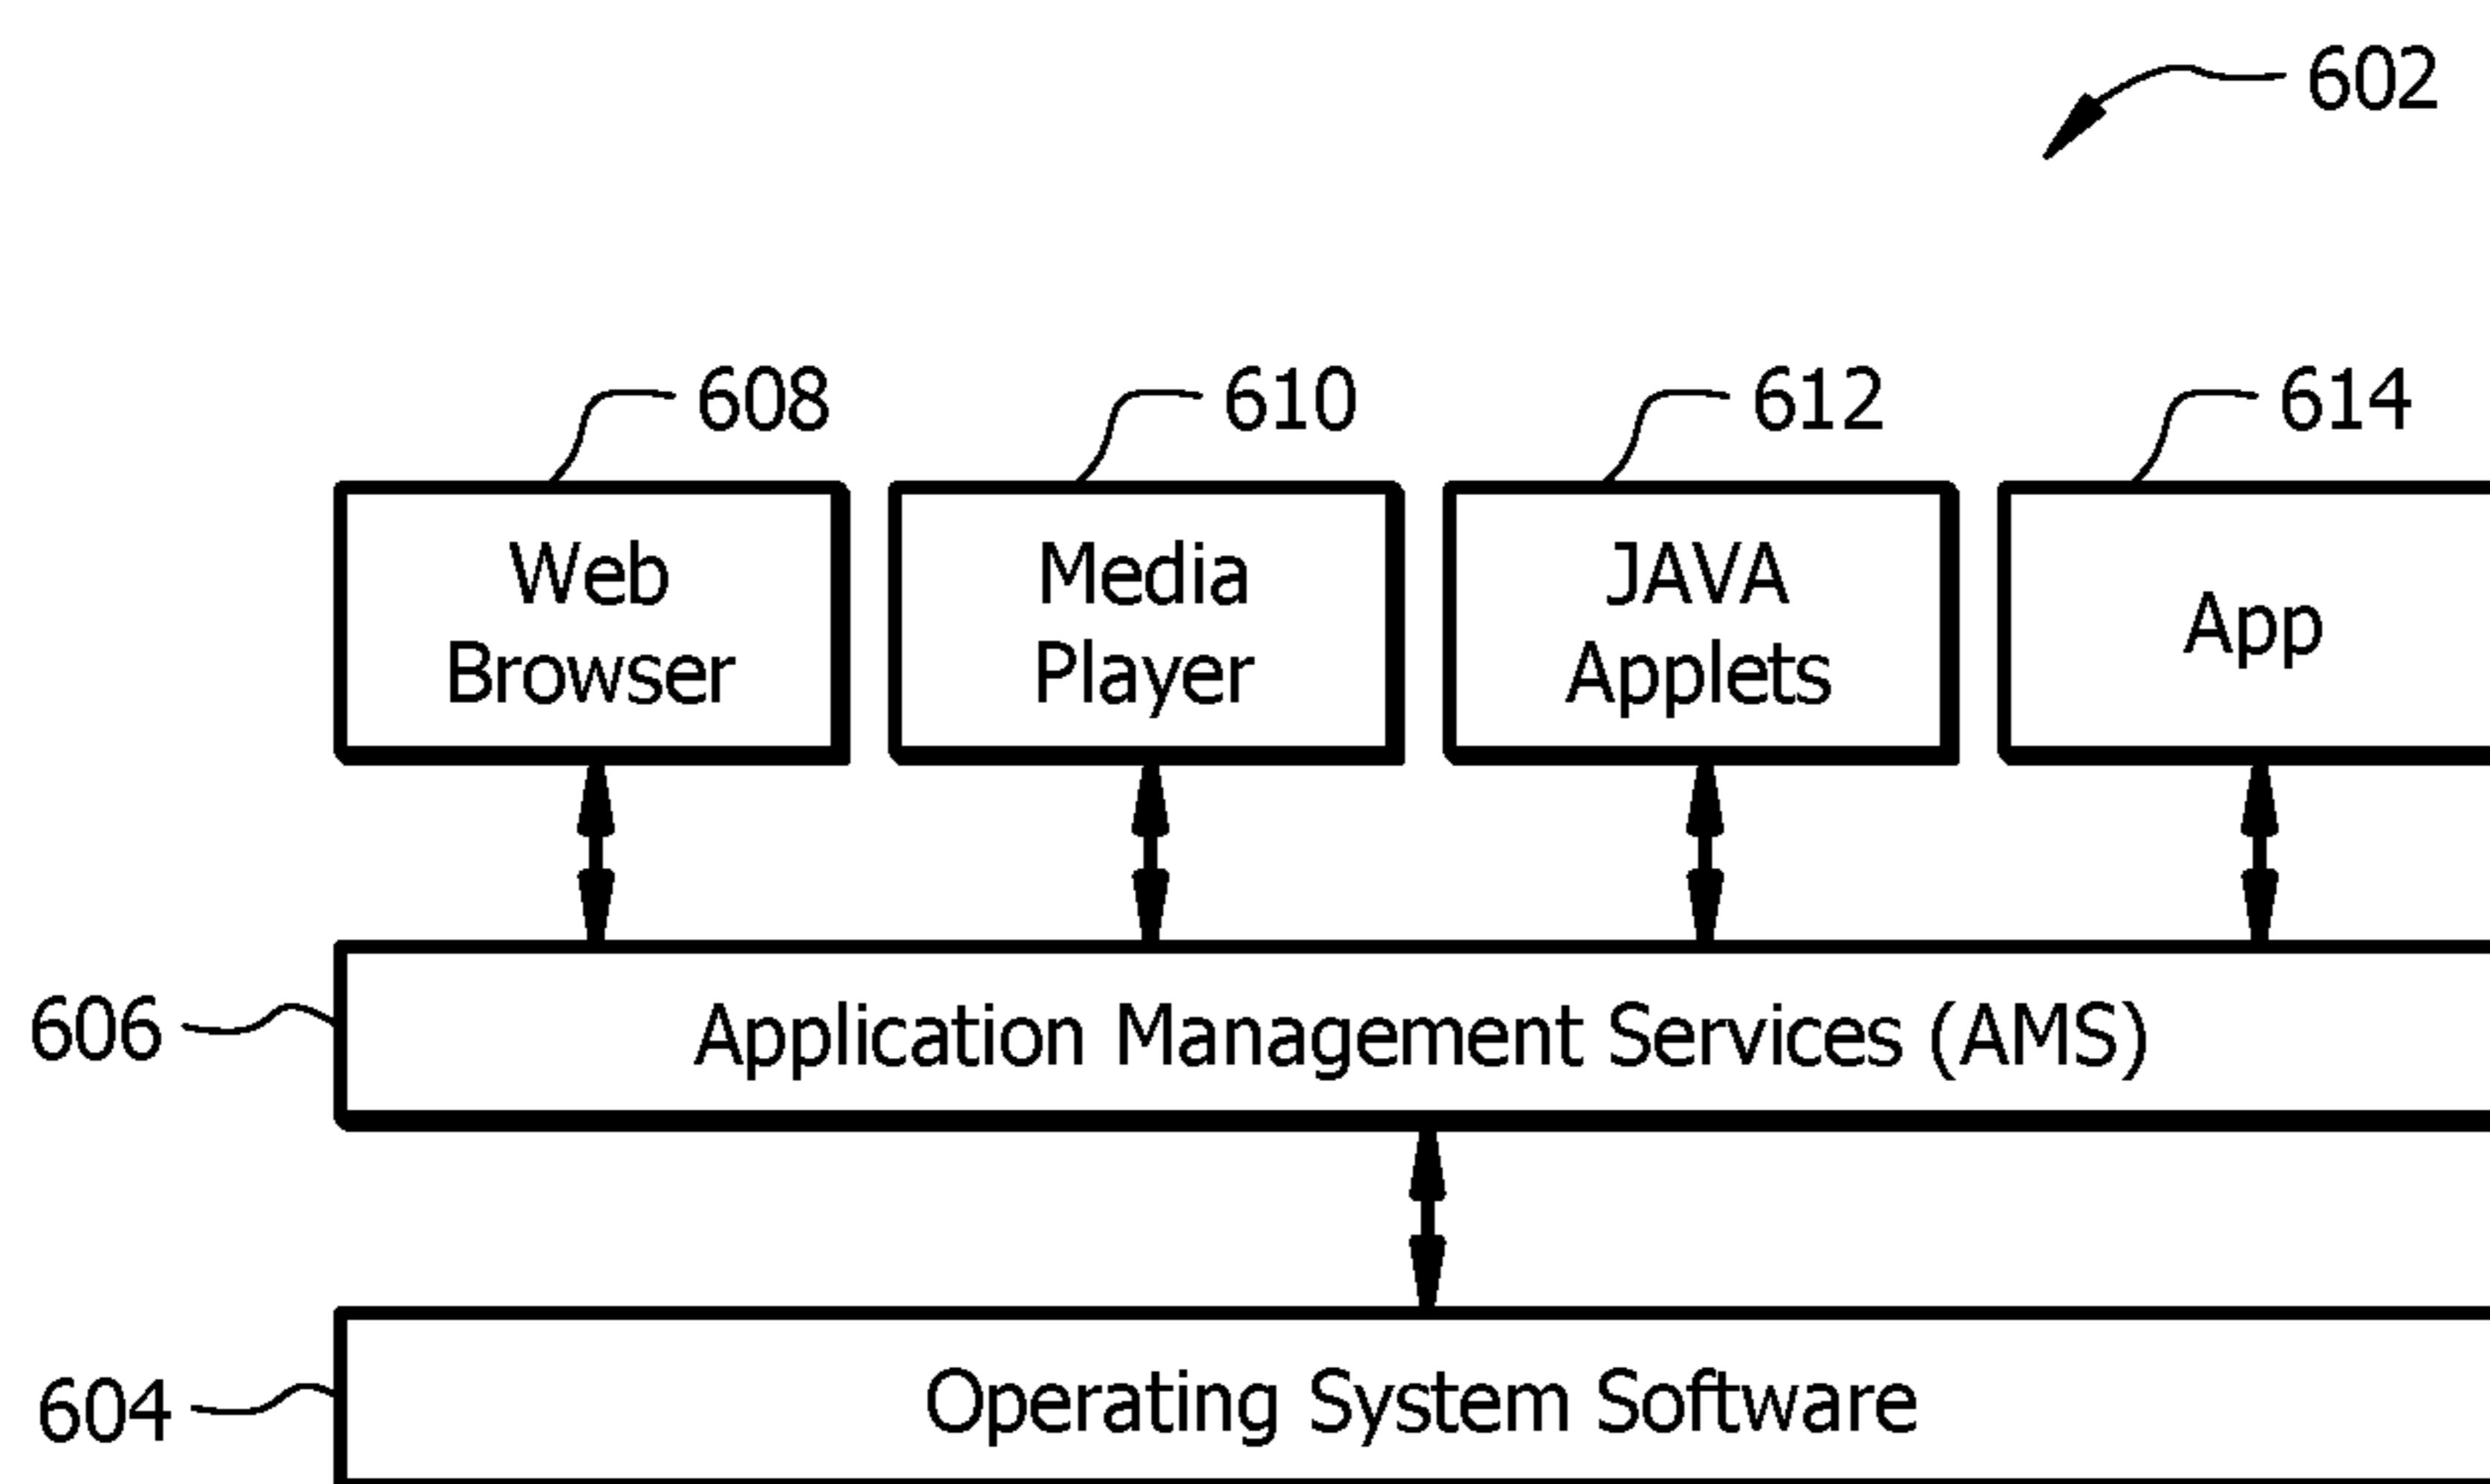 602
608
610
612
614
Web
Browser
Media
Player
JAVA
Applets
App
606
Application Management Services (AMS)
604
Operating System Software